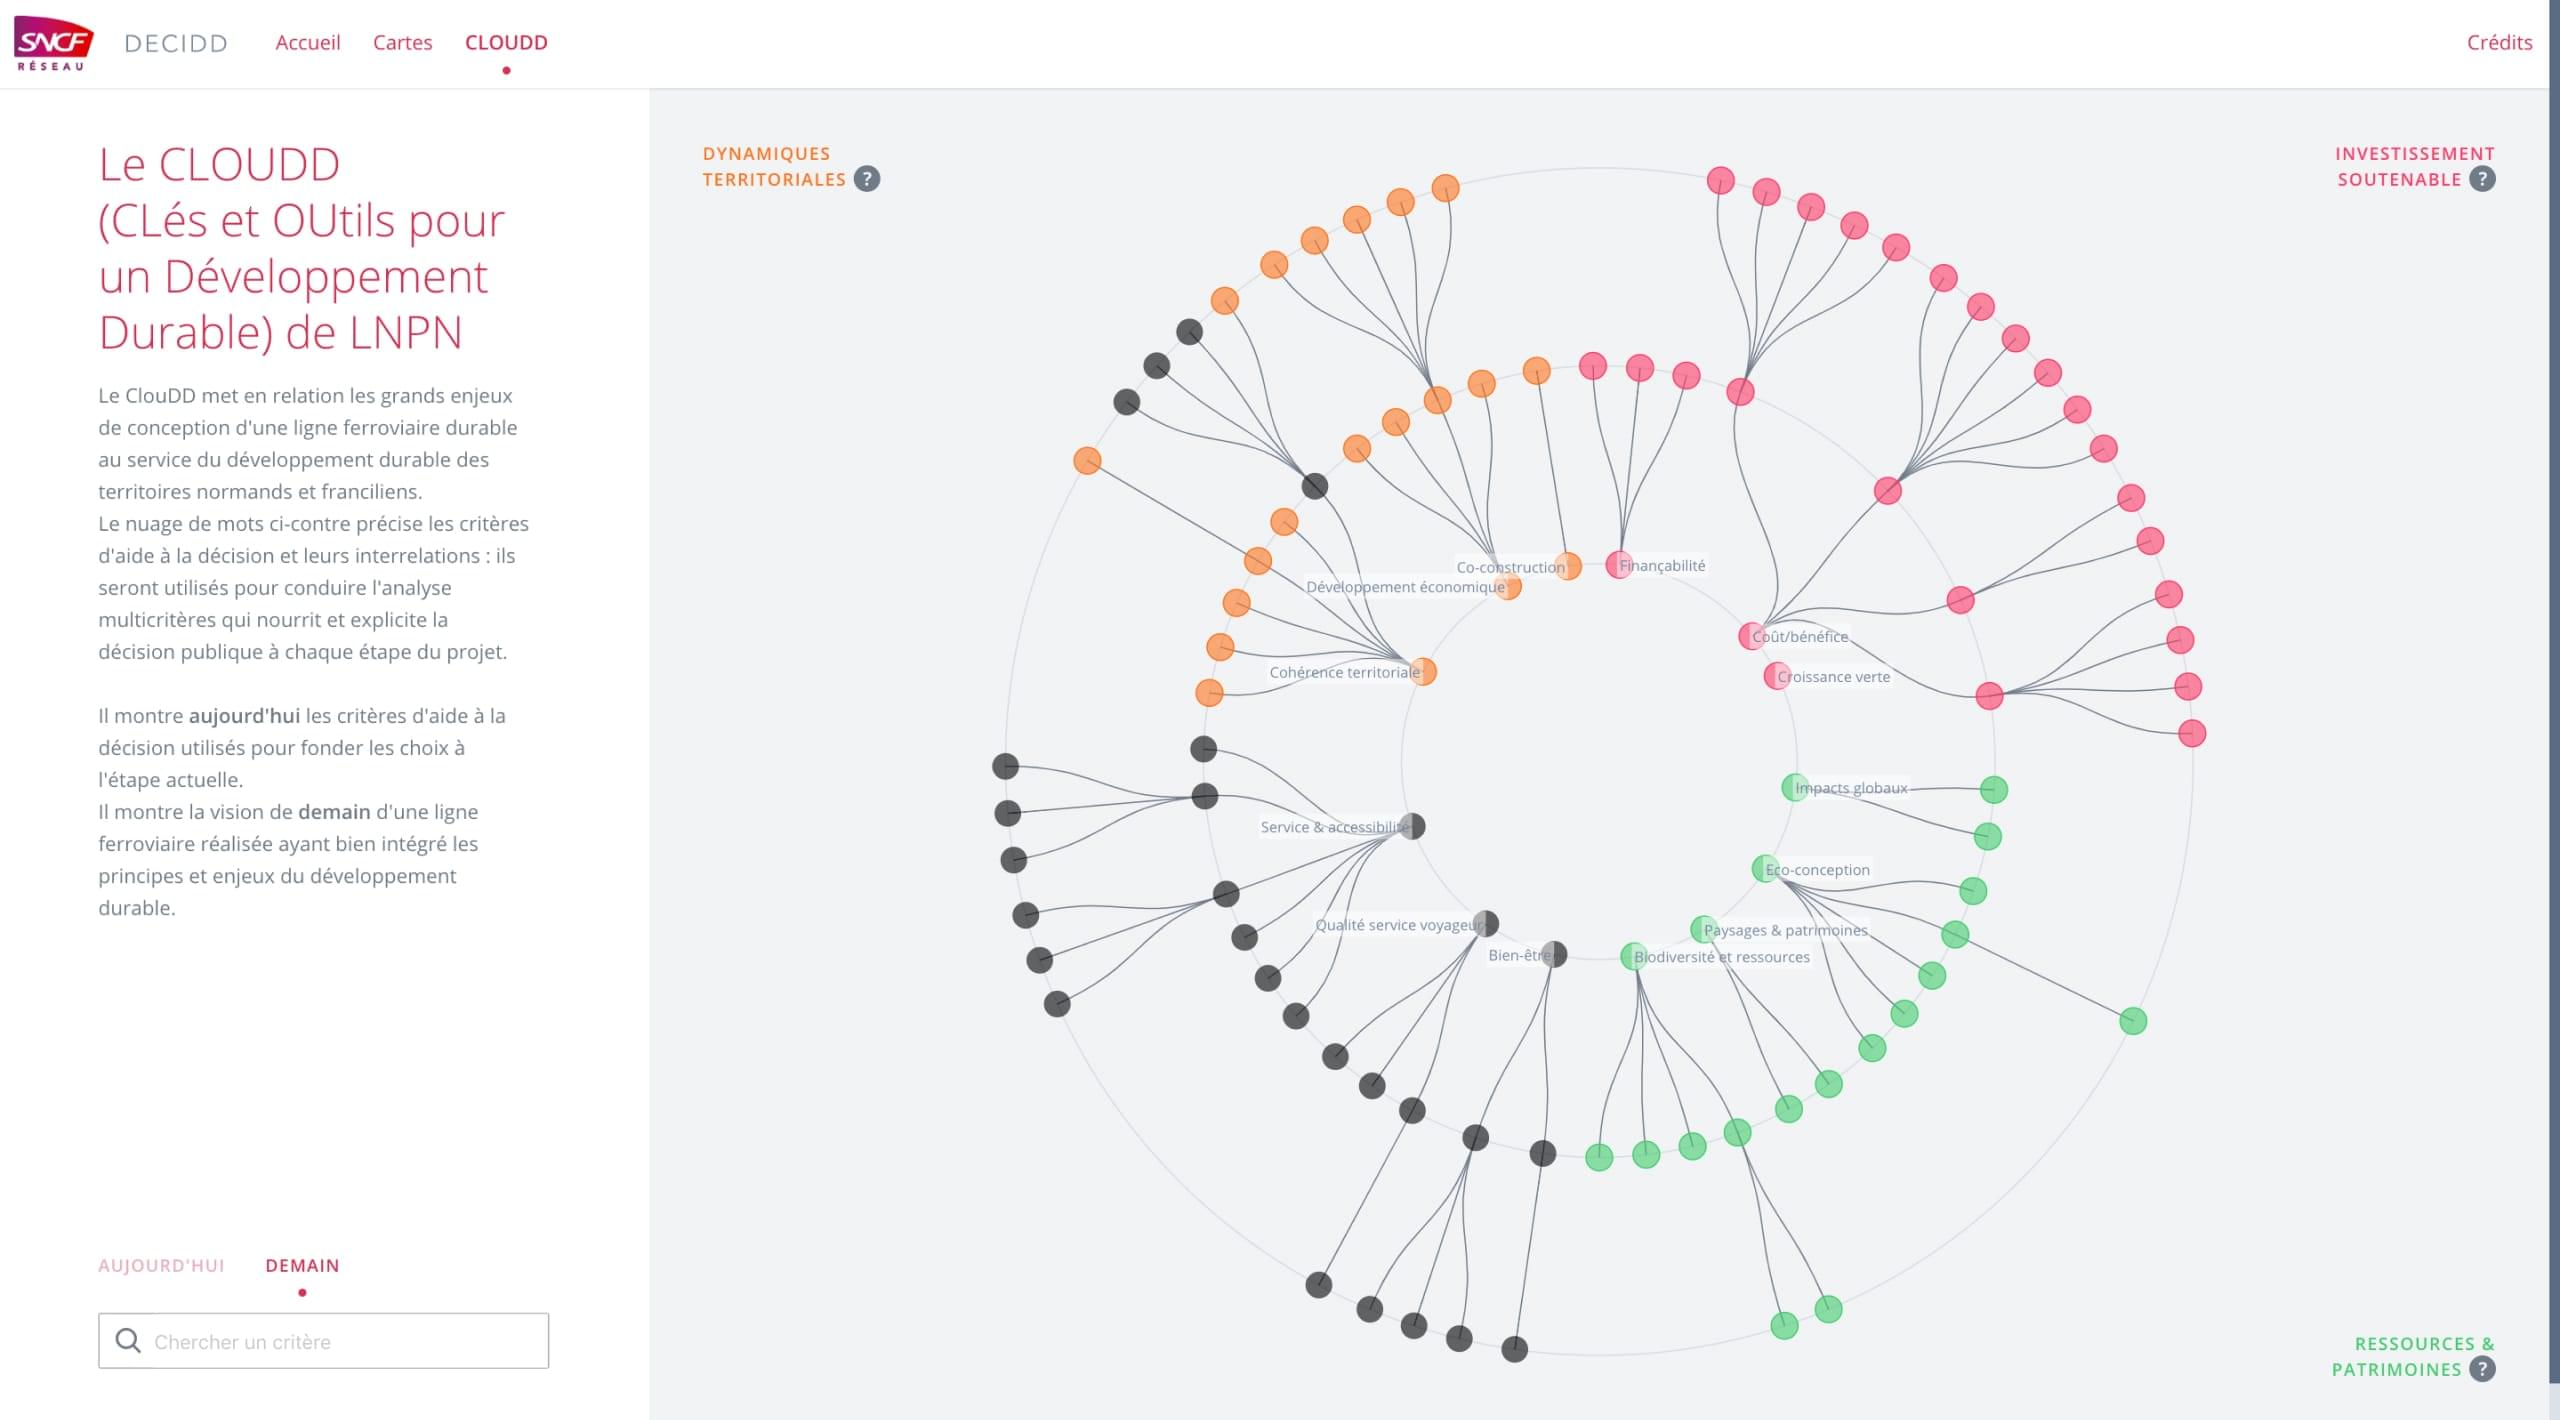 SNCF
RÉSEAU
DECIDD
Accueil
Cartes
CLOUDD
Crédits
Le CLOUDD
(CLés et OUtils pour
un Développement
Durable) de LNPN
Le ClouDD met en relation les grands enjeux
de conception d'une ligne ferroviaire durable
au service du développement durable des
territoires normands et franciliens.
Le nuage de mots ci-contre précise les critères
d'aide à la décision et leurs interrelations : ils
seront utilisés pour conduire l'analyse
multicritères qui nourrit et explicite la
décision publique à chaque étape du projet.
Il montre aujourd'hui les critères d'aide à la
décision utilisés pour fonder les choix à
l'étape actuelle.
Il montre la vision de demain d'une ligne
ferroviaire réalisée ayant bien intégré les
principes et enjeux du développement
durable.
AUJOURD'HUI
DEMAIN
Chercher un critère
DYNAMIQUES
TERRITORIALES ?
INVESTISSEMENT
SOUTENABLE ?
Co-construction
Finançabilité
Développement économique
Coût/bénéfice
Cohérence territoriale
Croissance verte
Impacts globaux
Service & accessibilité
Eco-conception
Qualité service voyageur
Paysages & patrimoines
Bien-être
Biodiversité et ressources
RESSOURCES &
PATRIMOINES ?